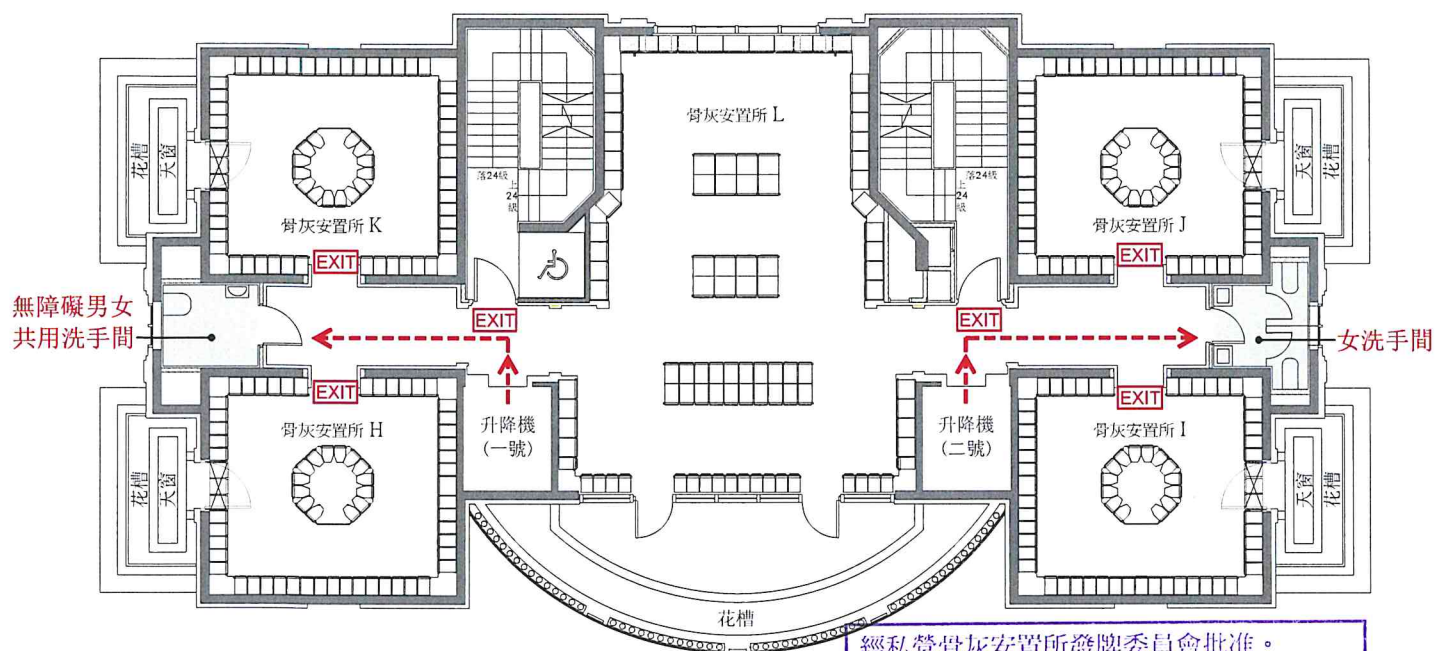 骨灰安置所 L
花槽
天窗
天窗
花槽
落24級
上
24
級
落24級
上
24
級
骨灰安置所 K
骨灰安置所 J
EXIT
EXIT
無障礙男女
共用洗手間
EXIT
EXIT
女洗手間
EXIT
EXIT
骨灰安置所 H
升降機
(一號)
升降機
(二號)
骨灰安置所 I
花槽
天窗
天窗
花槽
花槽
經私營骨灰安置所發牌委員會批准。